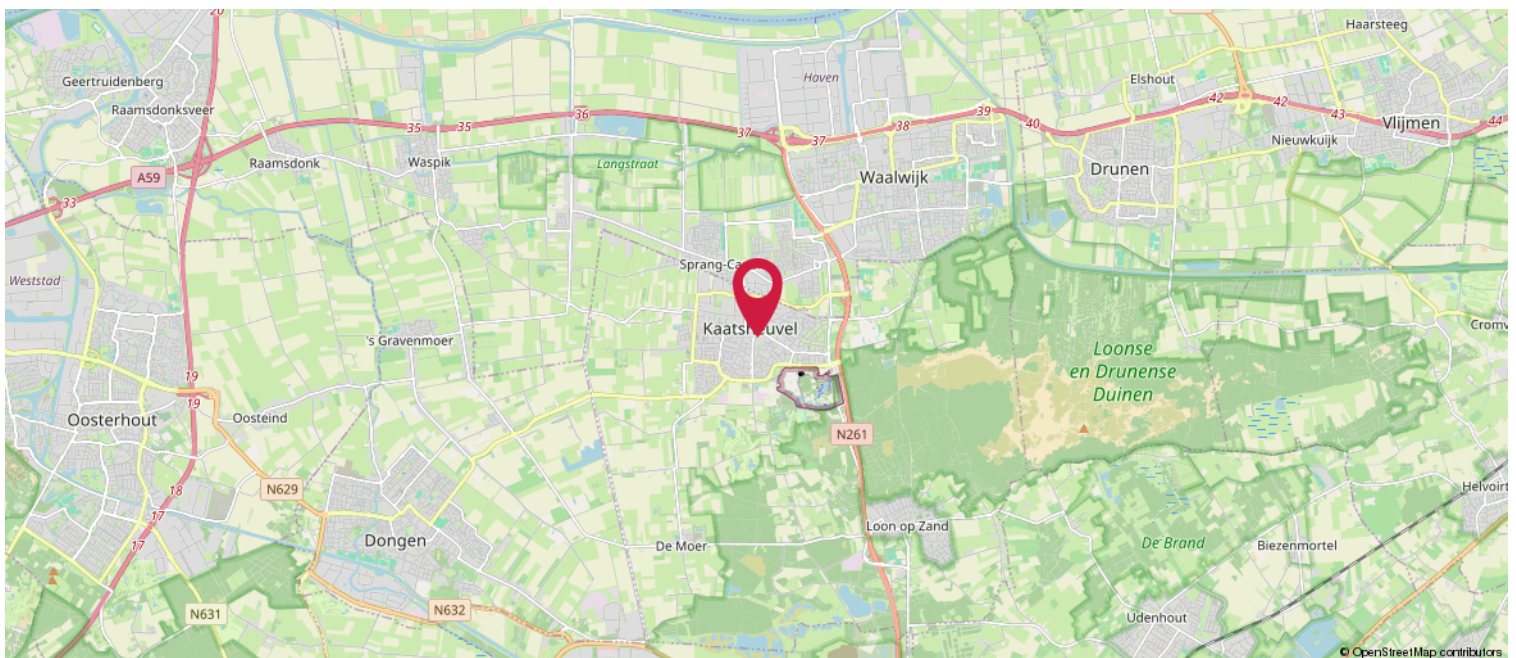 20
Haarsteeg
Geertruidenberg
Haven
Elshout
Raamsdonksveer
42
42
36
39
43
Vlijmen
44
35
35
37
37
38
40
Nieuwkuijk
Raamsdonk
Waspik
Langstraat
Drunen
A59
Waalwijk
33
Sprang-Ca
Weststad
Kaatsheuvel
Cromv
's Gravenmoer
Loonse
en Drunense
Duinen
19
19
Oosterhout
Oosteind
N261
18
N629
Helvoirt
17
17
Loon op Zand
Dongen
De Moer
De Brand
Biezenmortel
N631
N632
Udenhout
© OpenStreetMap contributors